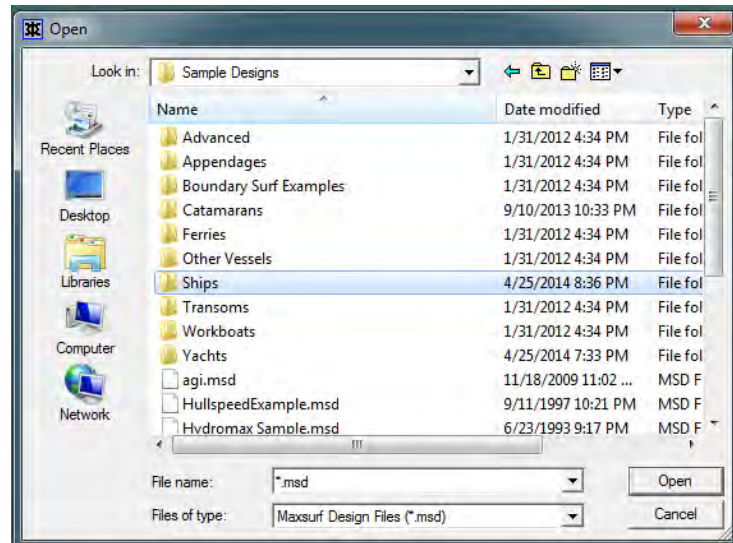 Open
Look in: Sample Designs
Name Date modified Type
Recent Places
Desktop
Libraries
Computer
Network
Advanced 1/31/2012 4:34 PM File fol
Appendages 1/31/2012 4:34 PM File fol
Boundary Surf Examples 1/31/2012 4:34 PM File fol
Catamarans 9/10/2013 10:33 PM File fol
Ferries 1/31/2012 4:34 PM File fol
Other Vessels 1/31/2012 4:34 PM File fol
Ships 4/25/2014 8:36 PM File fol
Transoms 1/31/2012 4:34 PM File fol
Workboats 1/31/2012 4:34 PM File fol
Yachts 4/25/2014 7:33 PM File fol
agi.msd 11/18/2009 11:02 ... MSD F
HullspeedExample.msd 9/11/1997 10:21 PM MSD F
Hydromax Sample.msd 6/23/1993 9:17 PM MSD F
File name: *.msd Open
Files of type: Maxsurf Design Files (*.msd) Cancel